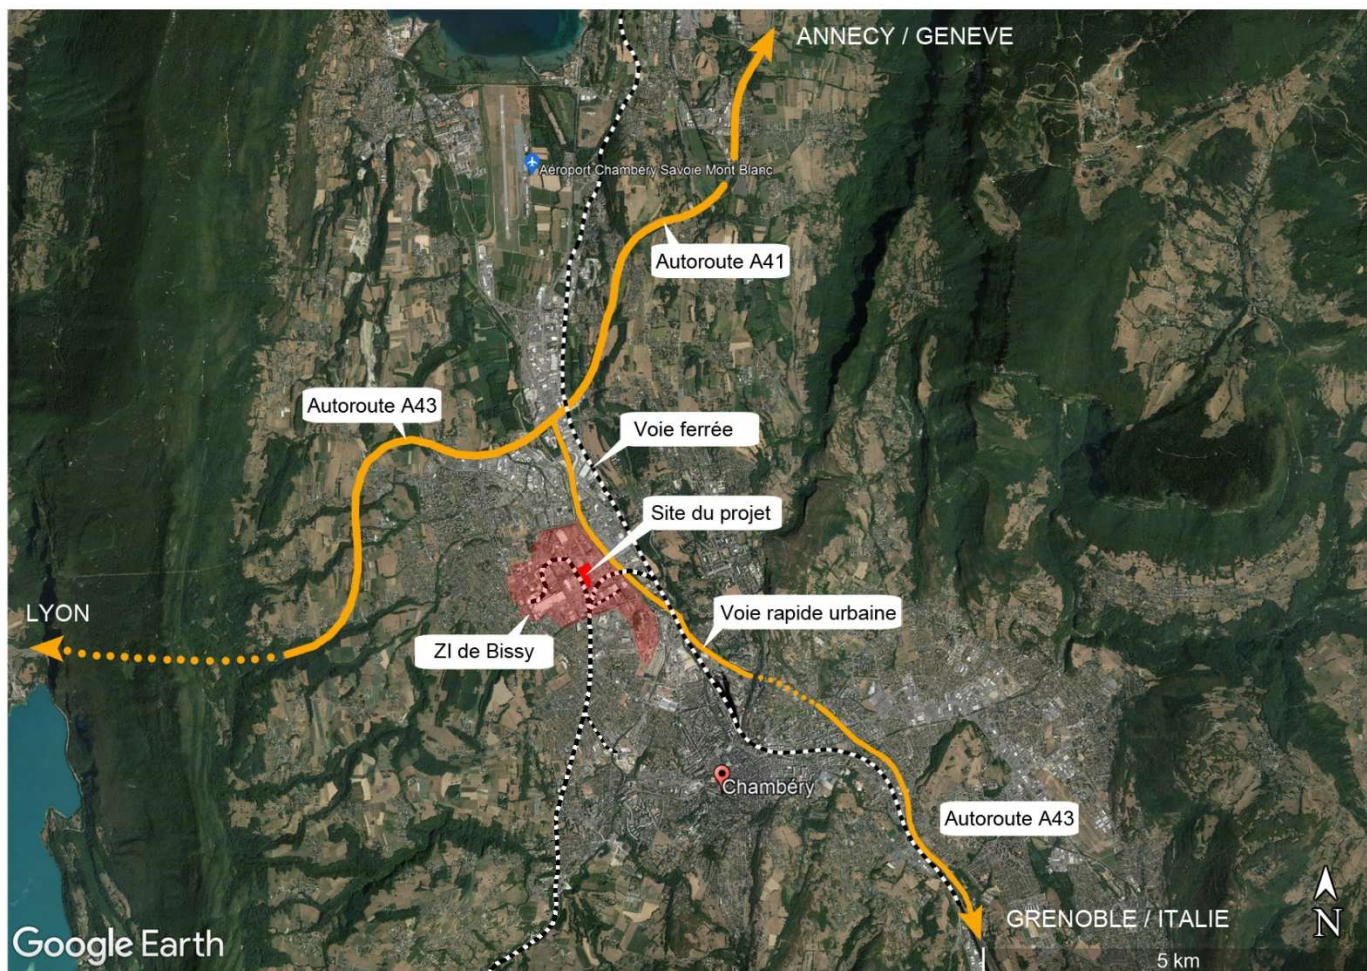 ANNECY / GENEVE
Aéroport Chambéry Savoie Mont Blanc
Autoroute A41
Autoroute A43
Voie ferrée
Site du projet
Voie rapide urbaine
LYON
ZI de Bissy
Chambéry
Autoroute A43
GRENOBLE / ITALIE
N
Google Earth
5 km